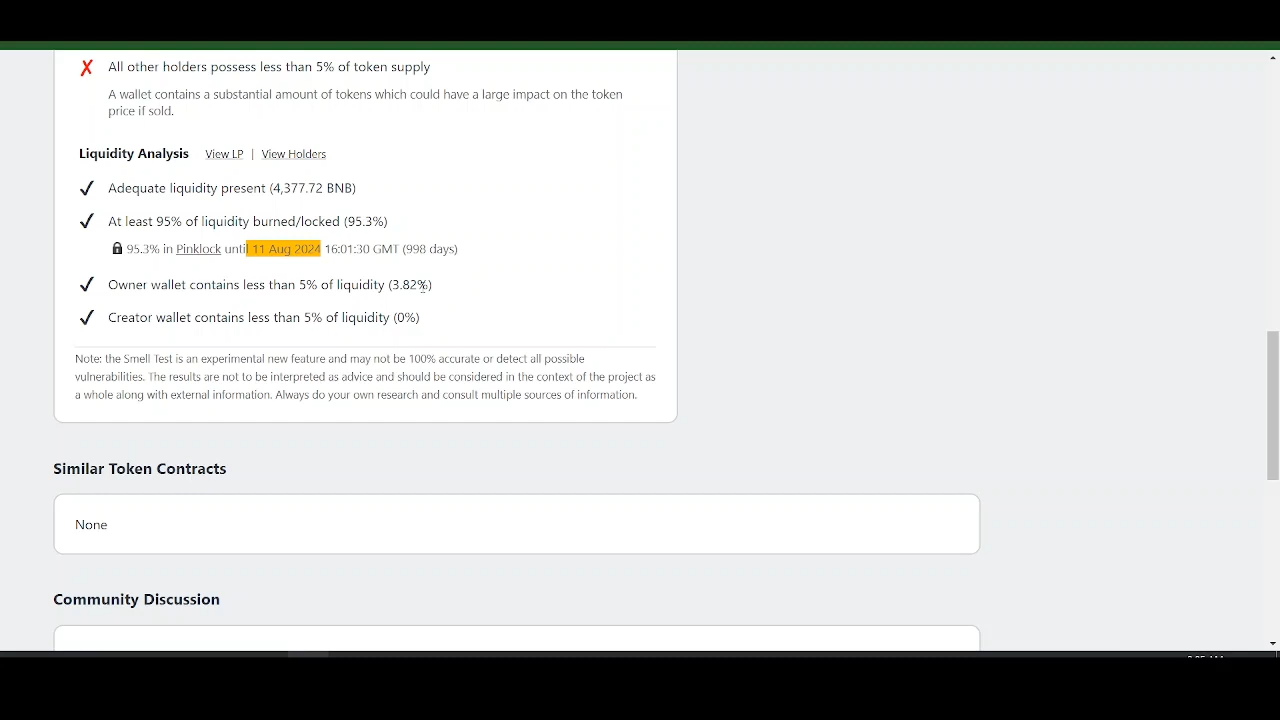 ✗ All other holders possess less than 5% of token supply
A wallet contains a substantial amount of tokens which could have a large impact on the token
price if sold.
Liquidity Analysis View LP | View Holders
✓ Adequate liquidity present (4,377.72 BNB)
✓ At least 95% of liquidity burned/locked (95.3%)
95.3% in Pinklock until 11 Aug 2024 16:01:30 GMT (998 days)
✓ Owner wallet contains less than 5% of liquidity (3.82%)
✓ Creator wallet contains less than 5% of liquidity (0%)
Note: the Smell Test is an experimental new feature and may not be 100% accurate or detect all possible
vulnerabilities. The results are not to be interpreted as advice and should be considered in the context of the project as
a whole along with external information. Always do your own research and consult multiple sources of information.
Similar Token Contracts
None
Community Discussion